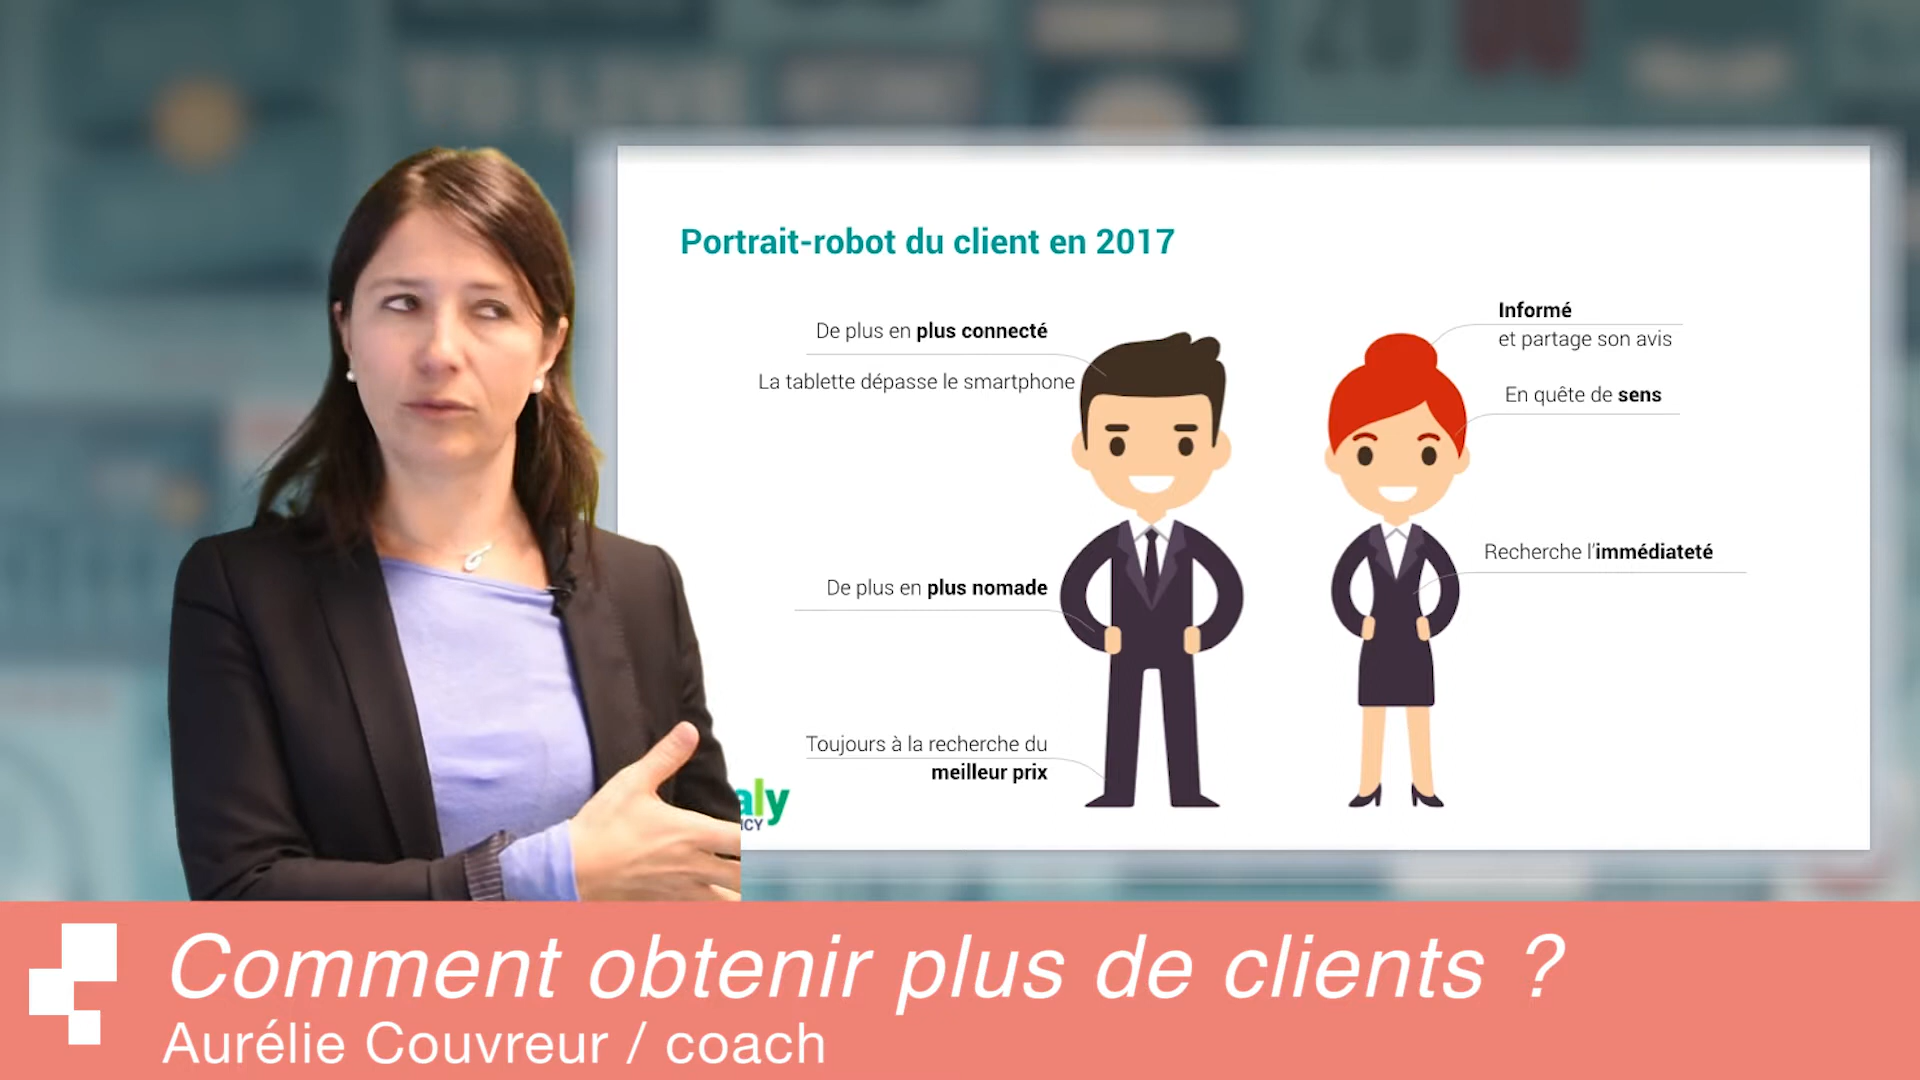 Portrait-robot du client en 2017
De plus en plus connecté
La tablette dépasse le smartphone
De plus en plus nomade
Toujours à la recherche du
meilleur prix
Informé
et partage son avis
En quête de sens
Recherche l'immédiateté
aly
Comment obtenir plus de clients ?
Aurélie Couvreur / coach